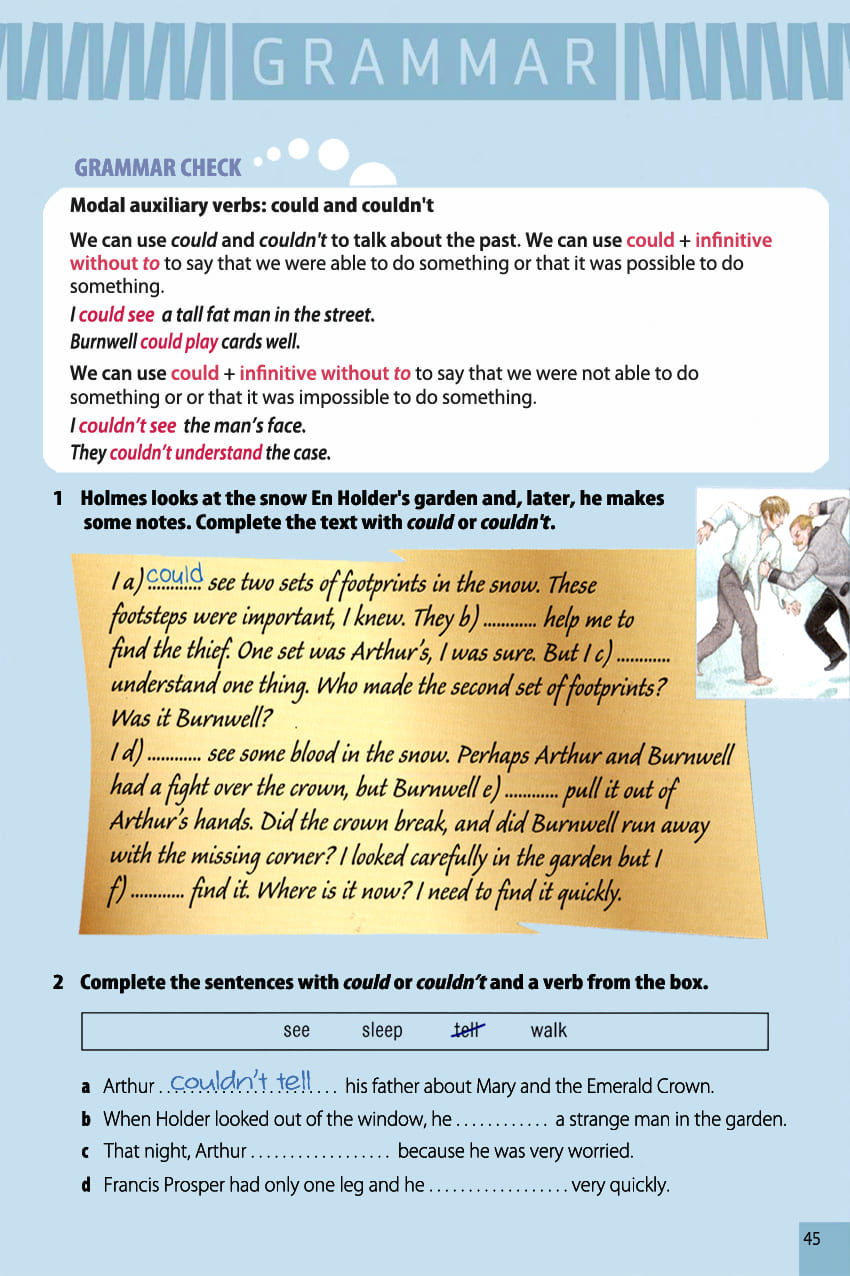 GRAMMAR
GRAMMAR CHECK
Modal auxiliary verbs: could and couldn't
We can use could and couldn't to talk about the past. We can use could + infinitive
without to to say that we were able to do something or that it was possible to do
something.
I could see a tall fat man in the street.
Burnwell could play cards well.
We can use could + infinitive without to to say that we were not able to do
something or or that it was impossible to do something.
I couldn't see the man's face.
They couldn't understand the case.
1 Holmes looks at the snow En Holder's garden and, later, he makes
some notes. Complete the text with could or couldn't.
I a) could see two sets of footprints in the snow. These
footsteps were important, I knew. They b) ............ help me to
find the thief. One set was Arthur's, I was sure. But I c) ............
understand one thing. Who made the second set of footprints?
Was it Burnwell?
I d) ............ see some blood in the snow. Perhaps Arthur and Burnwell
had a fight over the crown, but Burnwell e) ............ pull it out of
Arthur's hands. Did the crown break, and did Burnwell run away
with the missing corner? I looked carefully in the garden but I
f) ............ find it. Where is it now? I need to find it quickly.
2 Complete the sentences with could or couldn't and a verb from the box.
see sleep tell walk
a Arthur . couldn't tell . . . . his father about Mary and the Emerald Crown.
b When Holder looked out of the window, he . . . . . . . . . . . . a strange man in the garden.
c That night, Arthur . . . . . . . . . . . . . . . . . . because he was very worried.
d Francis Prosper had only one leg and he . . . . . . . . . . . . . . . . . . very quickly.
45